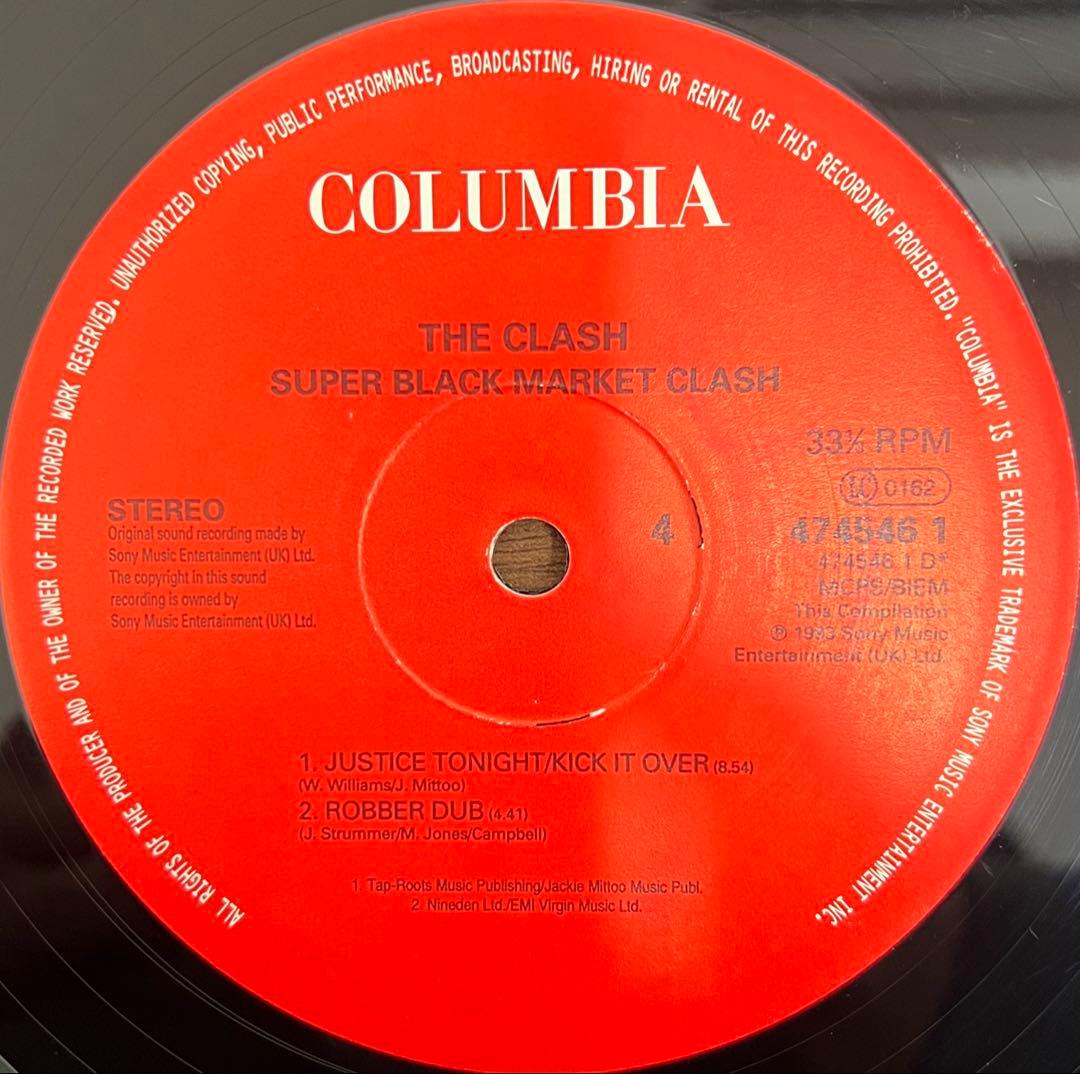 ALL RIGHTS OF THE PRODUCER AND OF THE OWNER OF THE RECORDED WORK RESERVED. UNAUTHORIZED COPYING, PUBLIC PERFORMANCE, BROADCASTING, HIRING OR RENTAL OF THIS RECORDING PROHIBITED. "COLUMBIA" IS THE EXCLUSIVE TRADEMARK OF SONY MUSIC ENTERTAINMENT INC.
COLUMBIA
THE CLASH
SUPER BLACK MARKET CLASH
33⅓ RPM
LC 0162
STEREO
Original sound recording made by
Sony Music Entertainment (UK) Ltd.
The copyright in this sound
recording is owned by
Sony Music Entertainment (UK) Ltd.
4
474546 1
474546 1 D*
MCPS/BIEM
This Compilation
℗ 1993 Sony Music
Entertainment (UK) Ltd.
1. JUSTICE TONIGHT/KICK IT OVER (8.54)
(W. Williams/J. Mittoo)
2. ROBBER DUB (4.41)
(J. Strummer/M. Jones/Campbell)
1. Tap-Roots Music Publishing/Jackie Mittoo Music Publ.
2. Nineden Ltd./EMI Virgin Music Ltd.